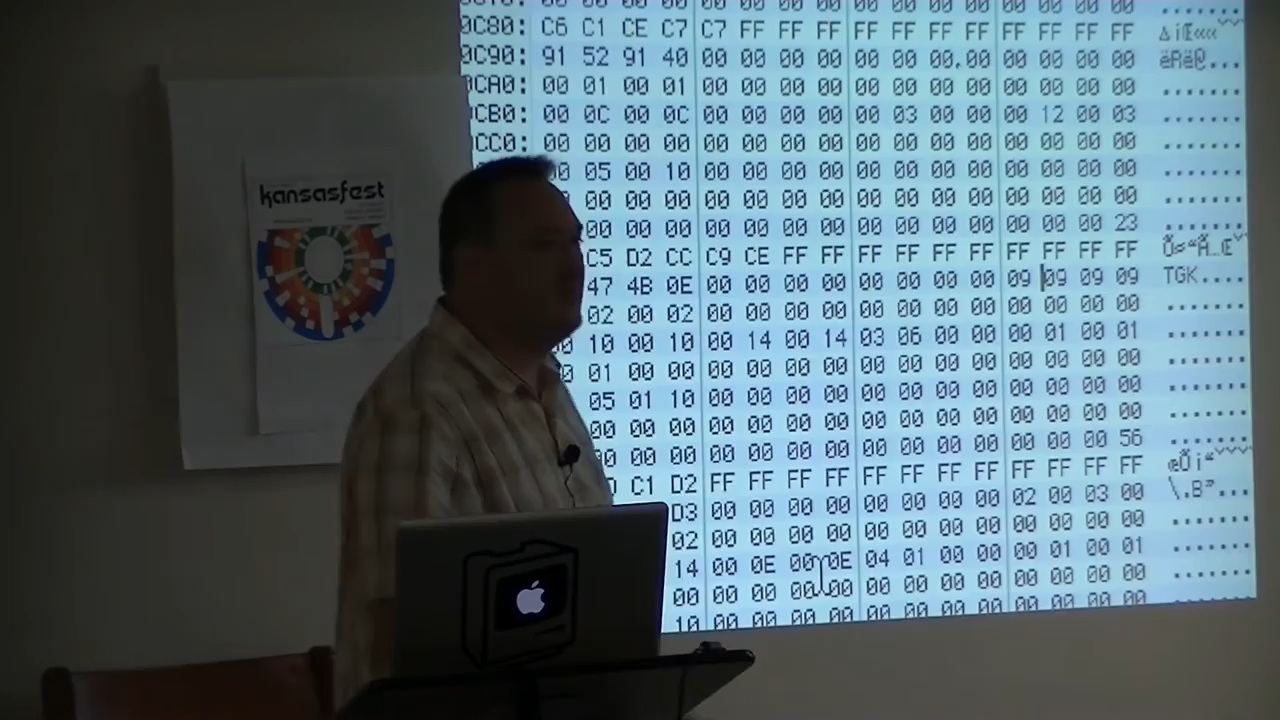 kansasfest
0C80: C6 C1 CE C7 C7 FF FF FF FF FF FF FF FF FF FF FF
0C90: 91 52 91 40 00 00 00 00 00 00 00 00 00 00 00 00
0CA0: 00 01 00 01 00 00 00 00 00 00 00 00 00 00 00 00
0CB0: 00 0C 00 0C 00 00 00 00 00 03 00 00 00 12 00 03
0CC0: 00 00 00 00 00 00 00 00 00 00 00 00 00 00 00 00
05 00 10 00 00 00 00 00 00 00 00 00 00 00 00
00 00 00 00 00 00 00 00 00 00 00 00 00 00 00
00 00 00 00 00 00 00 00 00 00 00 00 00 00 23
C5 D2 CC C9 CE FF FF FF FF FF FF FF FF FF FF
47 4B 0E 00 00 00 00 00 00 00 00 09 09 09 09 TGK....
02 00 02 00 00 00 00 00 00 00 00 00 00 00 00
10 00 10 00 14 00 14 03 06 00 00 00 01 00 01
01 00 00 00 00 00 00 00 00 00 00 00 00 00 00
05 01 10 00 00 00 00 00 00 00 00 00 00 00 00
00 00 00 00 00 00 00 00 00 00 00 00 00 00 00
00 00 00 00 00 00 00 00 00 00 00 00 00 00 56
C1 D2 FF FF FF FF FF FF FF FF FF FF FF FF
D3 00 00 00 00 00 00 00 00 02 00 03 00
02 00 00 00 00 00 00 00 00 00 00 00 00
14 00 0E 00 0E 04 01 00 00 00 01 00 01
00 00 00 00 00 00 00 00 00 00 00 00 00
10 00 00 00 00 00 00 00 00 00 00 00 00